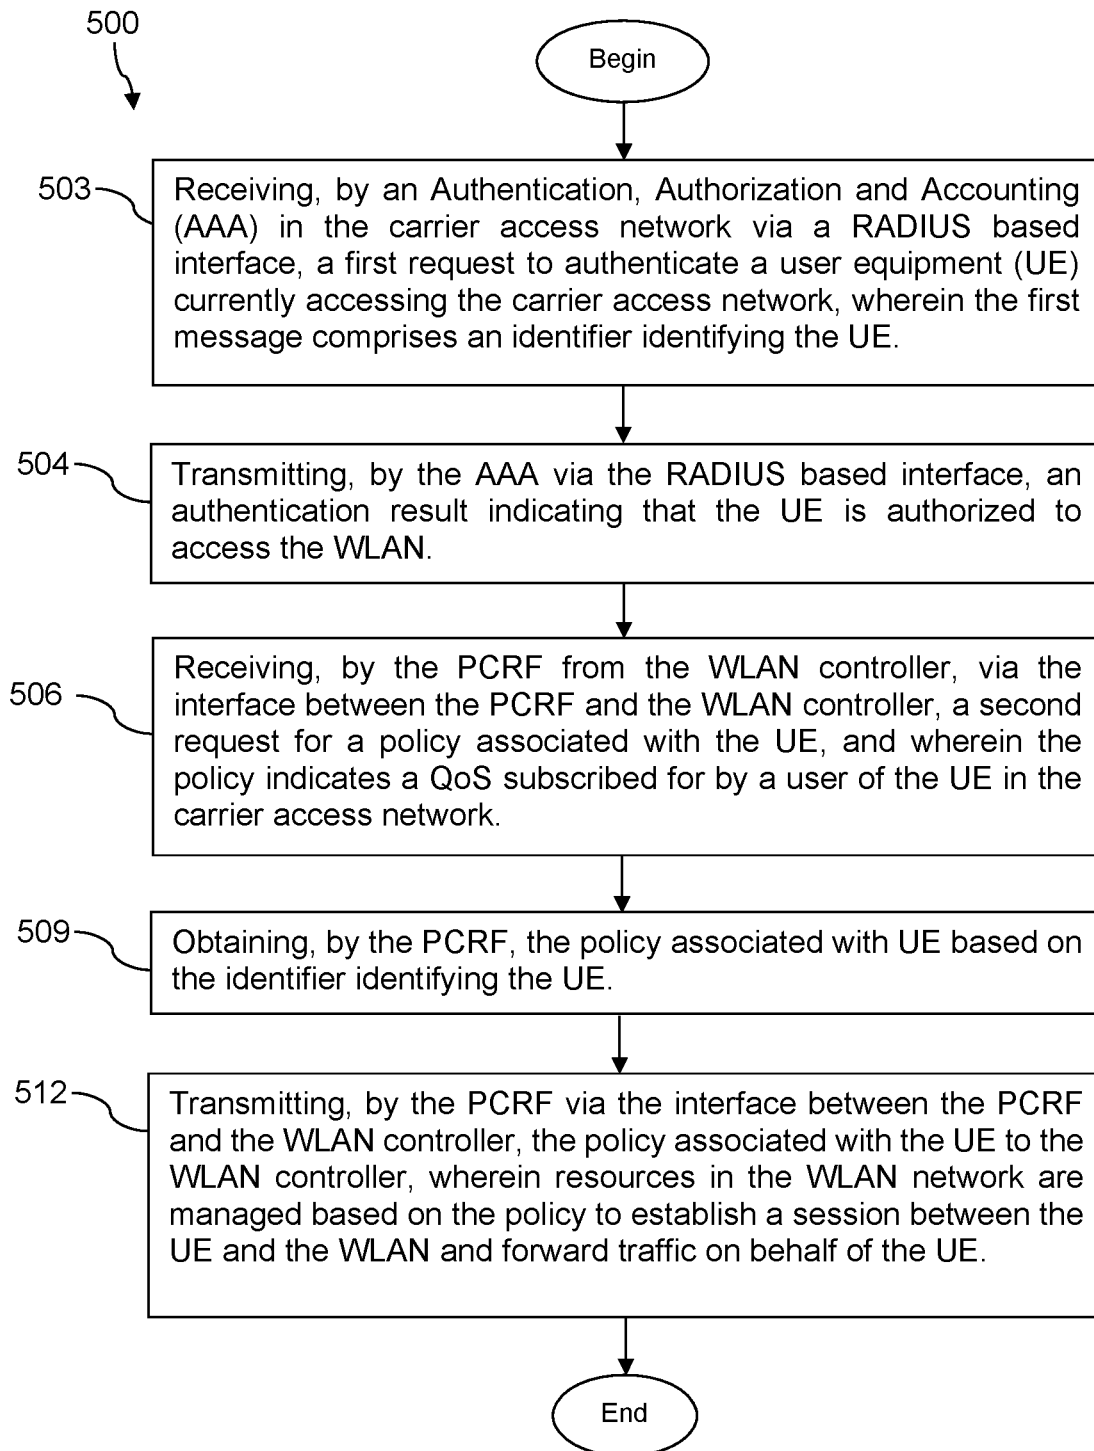 500
Begin
503
Receiving, by an Authentication, Authorization and Accounting
(AAA) in the carrier access network via a RADIUS based
interface, a first request to authenticate a user equipment (UE)
currently accessing the carrier access network, wherein the first
message comprises an identifier identifying the UE.
504
Transmitting, by the AAA via the RADIUS based interface, an
authentication result indicating that the UE is authorized to
access the WLAN.
506
Receiving, by the PCRF from the WLAN controller, via the
interface between the PCRF and the WLAN controller, a second
request for a policy associated with the UE, and wherein the
policy indicates a QoS subscribed for by a user of the UE in the
carrier access network.
509
Obtaining, by the PCRF, the policy associated with UE based on
the identifier identifying the UE.
512
Transmitting, by the PCRF via the interface between the PCRF
and the WLAN controller, the policy associated with the UE to the
WLAN controller, wherein resources in the WLAN network are
managed based on the policy to establish a session between the
UE and the WLAN and forward traffic on behalf of the UE.
End